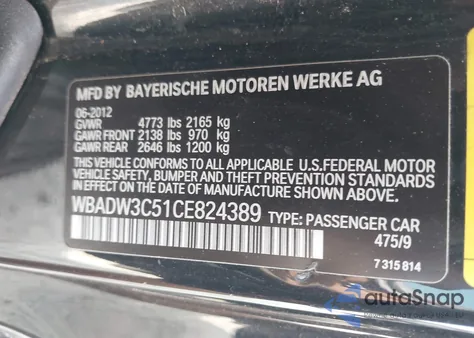 MFD BY BAYERISCHE MOTOREN WERKE AG
06-2012
GVWR 4773 lbs 2165 kg
GAWR FRONT 2138 lbs 970 kg
GAWR REAR 2646 lbs 1200 kg
THIS VEHICLE CONFORMS TO ALL APPLICABLE U.S.FEDERAL MOTOR
VEHICLE SAFETY, BUMPER AND THEFT PREVENTION STANDARDS
IN EFFECT ON THE DATE OF MANUFACTURE SHOWN ABOVE.
WBADW3C51CE824389 TYPE: PASSENGER CAR
475/9
7 315 814
autoSnap